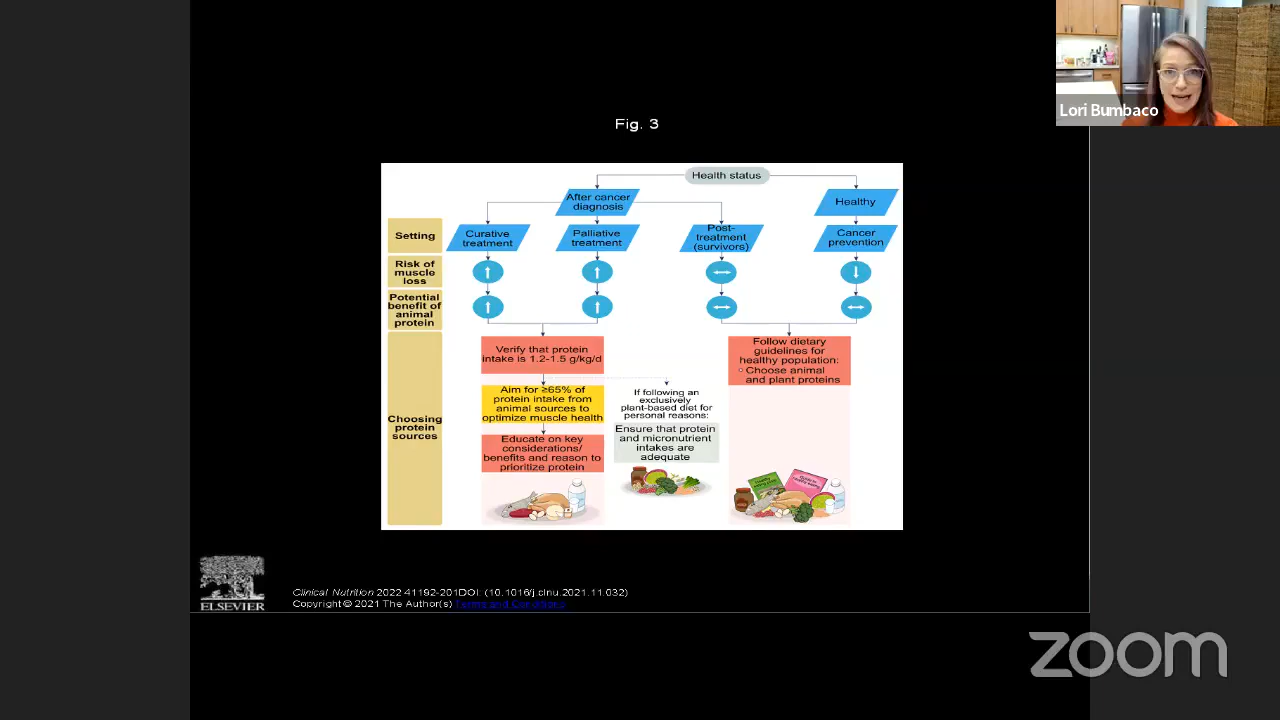 Lori Bumbaco
Fig. 3
Health status
After cancer
diagnosis
Healthy
Setting
Curative
treatment
Palliative
treatment
Post-
treatment
(survivors)
Cancer
prevention
Risk of
muscle
loss
Potential
benefit of
animal
protein
Choosing
protein
sources
Verify that protein
intake is 1.2-1.5 g/kg/d
Aim for ≥65% of
protein intake from
animal sources to
optimize muscle health
Educate on key
considerations/
benefits and reason to
prioritize protein
If following an
exclusively
plant-based diet for
personal reasons:
Ensure that protein
and micronutrient
intakes are
adequate
Follow dietary
guidelines for
healthy population:
Choose animal
and plant proteins
ELSEVIER
Clinical Nutrition 2022 41192-201DOI: (10.1016/j.clnu.2021.11.032)
Copyright © 2021 The Author(s) Terms and Conditions
zoom